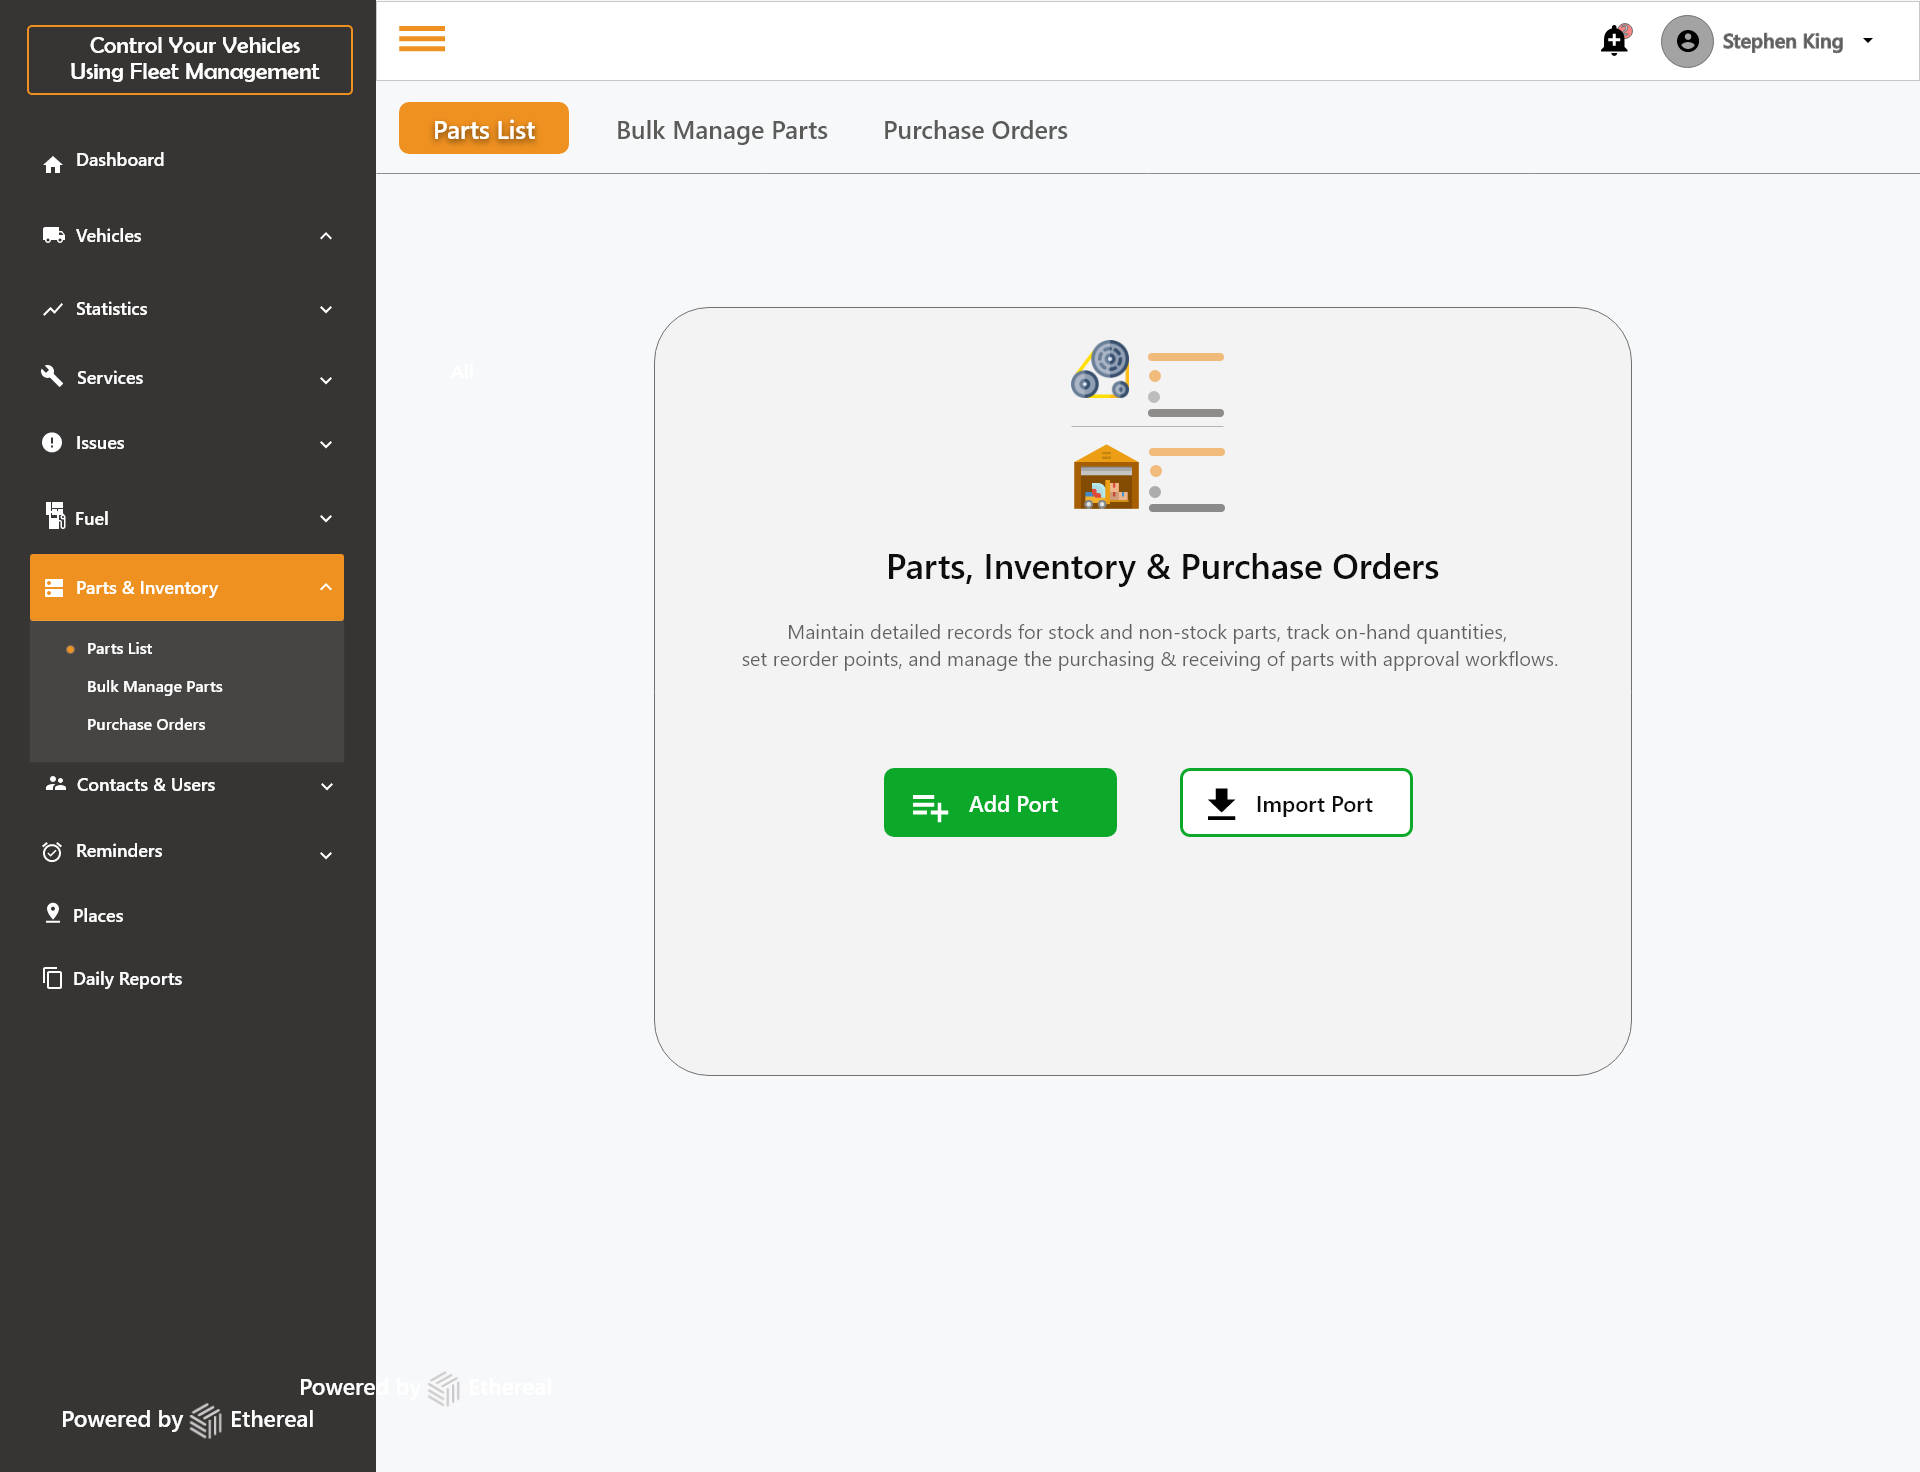 Control Your Vehicles
Using Fleet Management
Stephen King
Parts List
Bulk Manage Parts
Purchase Orders
Dashboard
Vehicles
Statistics
Services
Issues
Fuel
Parts & Inventory
Parts List
Bulk Manage Parts
Purchase Orders
Contacts & Users
Reminders
Places
Daily Reports
All
Parts, Inventory & Purchase Orders
Maintain detailed records for stock and non-stock parts, track on-hand quantities,
set reorder points, and manage the purchasing & receiving of parts with approval workflows.
Add Port
Import Port
Powered by Ethereal
Powered by Ethereal